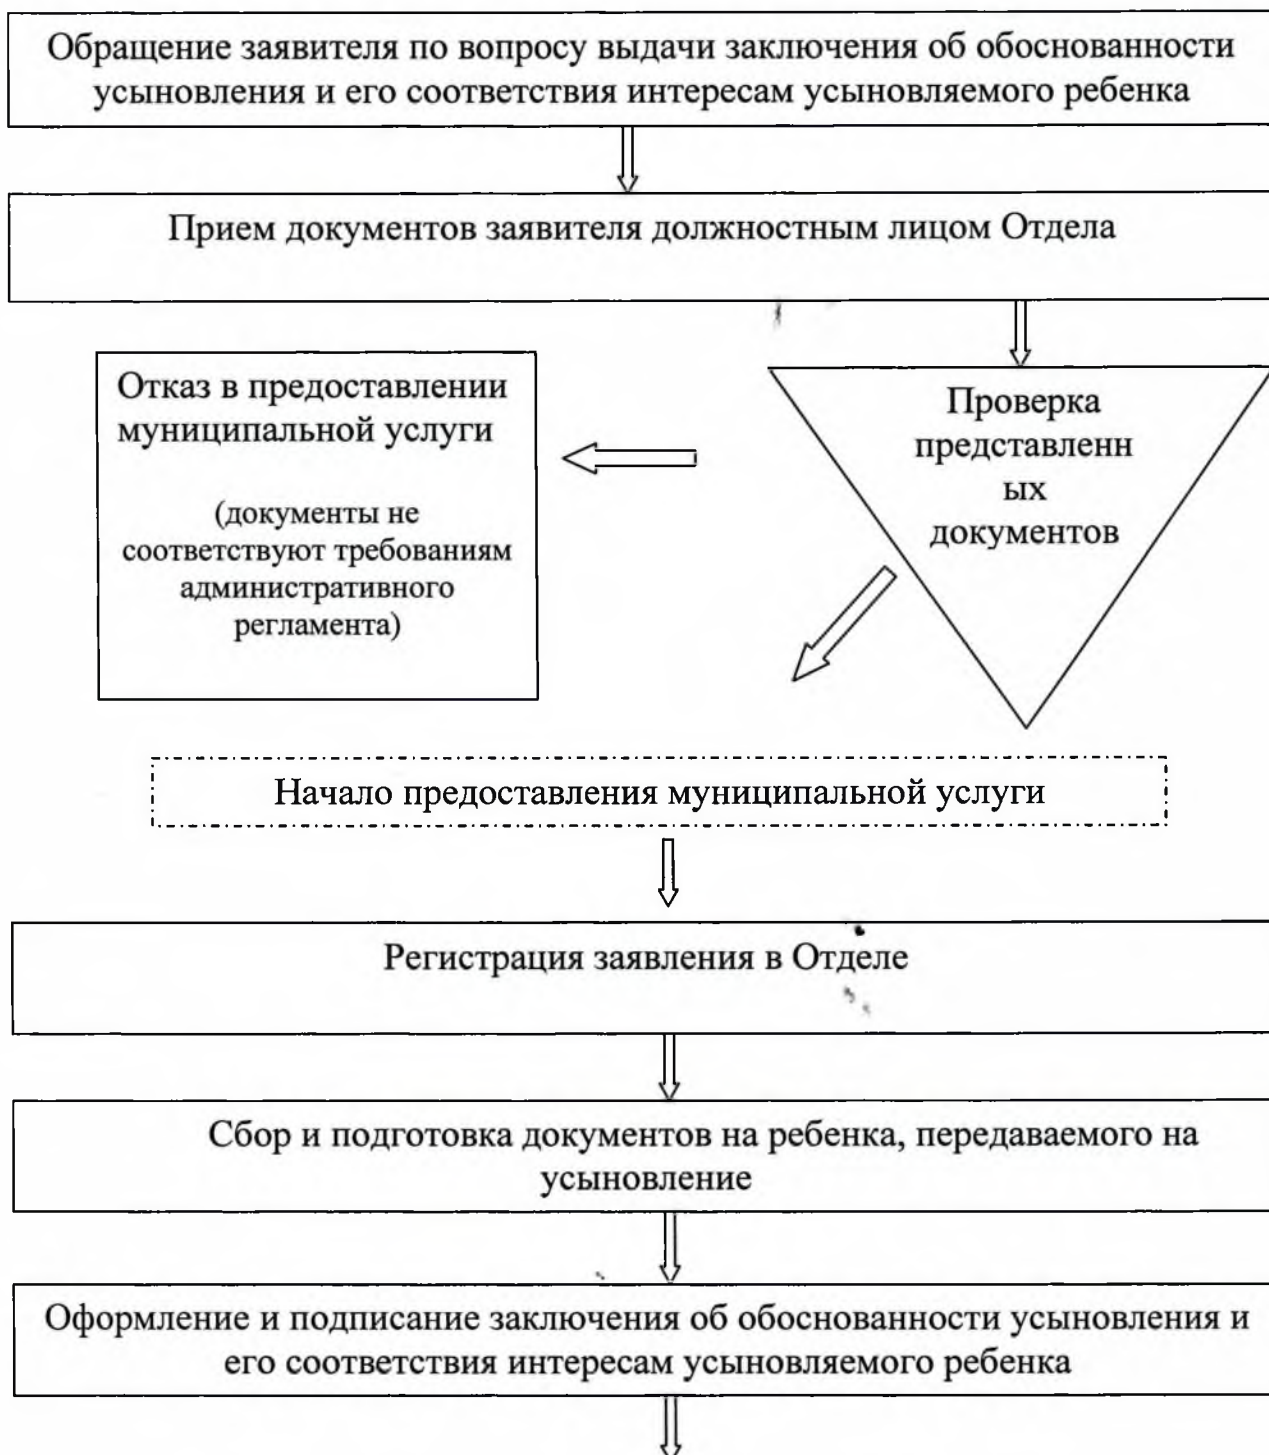 Обращение заявителя по вопросу выдачи заключения об обоснованности
усыновления и его соответствия интересам усыновляемого ребенка
Прием документов заявителя должностным лицом Отдела
Отказ в предоставлении
муниципальной услуги
(документы не
соответствуют требованиям
административного
регламента)
Проверка
представленн
ых
документов
Начало предоставления муниципальной услуги
Регистрация заявления в Отделе
Сбор и подготовка документов на ребенка, передаваемого на
усыновление
Оформление и подписание заключения об обоснованности усыновления и
его соответствия интересам усыновляемого ребенка